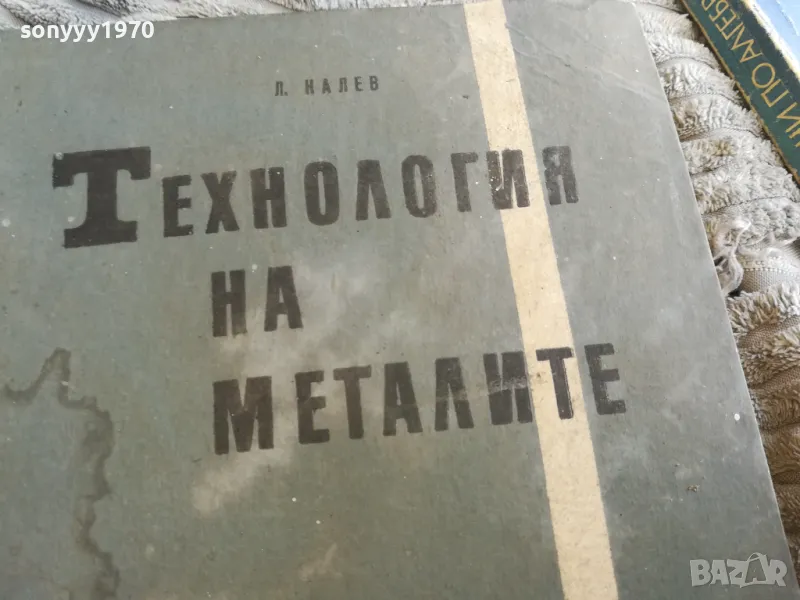 sonyyy1970
Л. КАЛЕВ
ТЕХНОЛОГИЯ
НА
МЕТАЛИТЕ
BAZAR